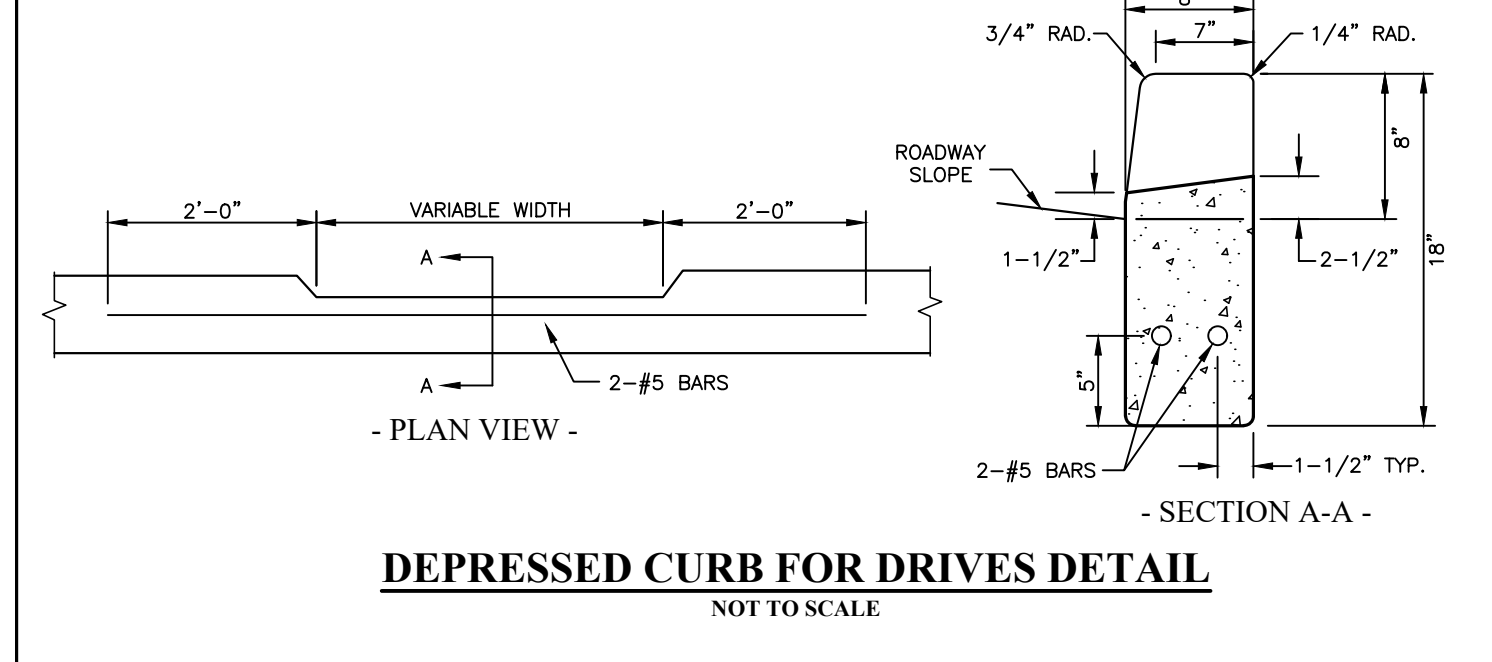 3/4” RAD.
7”
1/4” RAD.
8”
18”
ROADWAY
SLOPE
1-1/2”
2-1/2”
5”
2-#5 BARS
1-1/2” TYP.
- SECTION A-A -
2'-0”
VARIABLE WIDTH
2'-0”
A
A
2-#5 BARS
- PLAN VIEW -
DEPRESSED CURB FOR DRIVES DETAIL
NOT TO SCALE